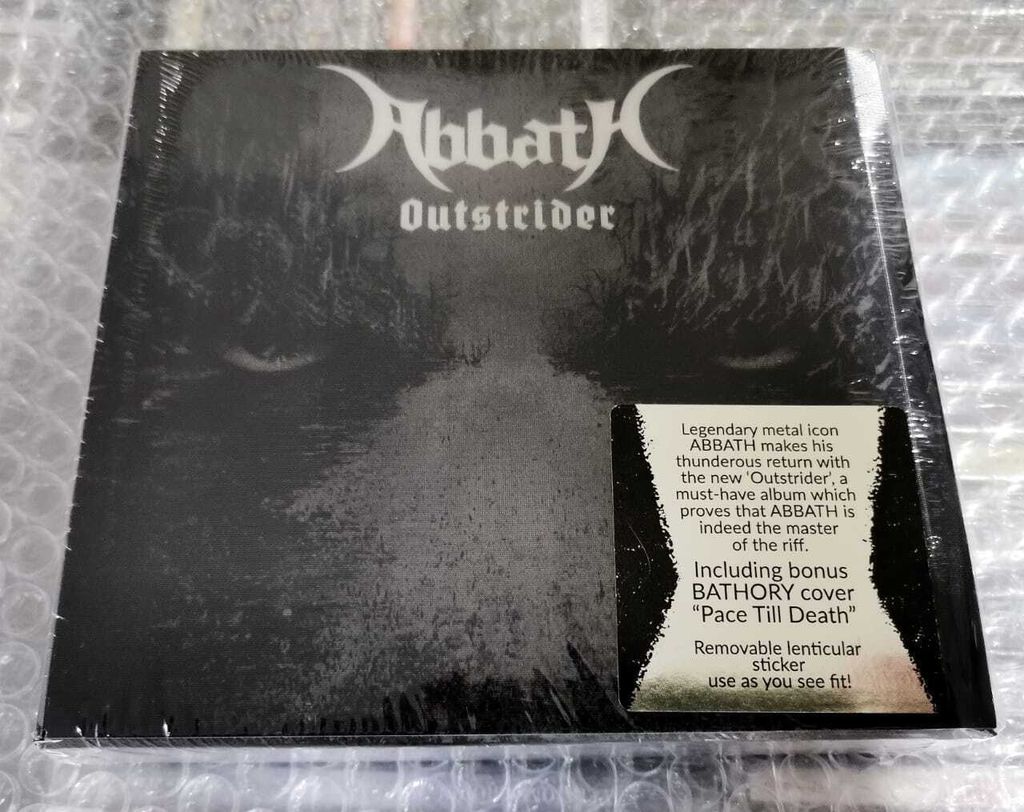 Abbath
Outstrider
Legendary metal icon
ABBATH makes his
thunderous return with
the new 'Outstrider', a
must-have album which
proves that ABBATH is
indeed the master
of the riff.
Including bonus
BATHORY cover
"Pace Till Death"
Removable lenticular
sticker
use as you see fit!